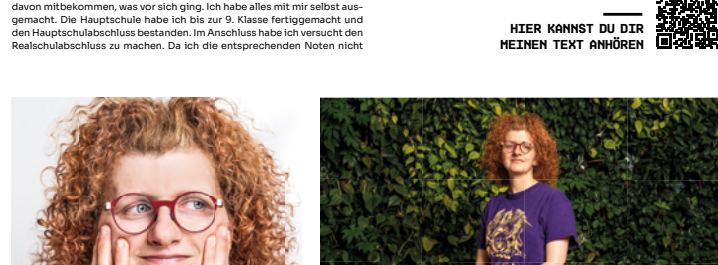 davon mitbekommen, was vor sich ging. Ich habe alles mit mir selbst aus-
gemacht. Die Hauptschule habe ich bis zur 9. Klasse fertiggemacht und
den Hauptschulabschluss bestanden. Im Anschluss habe ich versucht den
Realschulabschluss zu machen. Da ich die entsprechenden Noten nicht
HIER KANNST DU DIR
MEINEN TEXT ANHÖREN